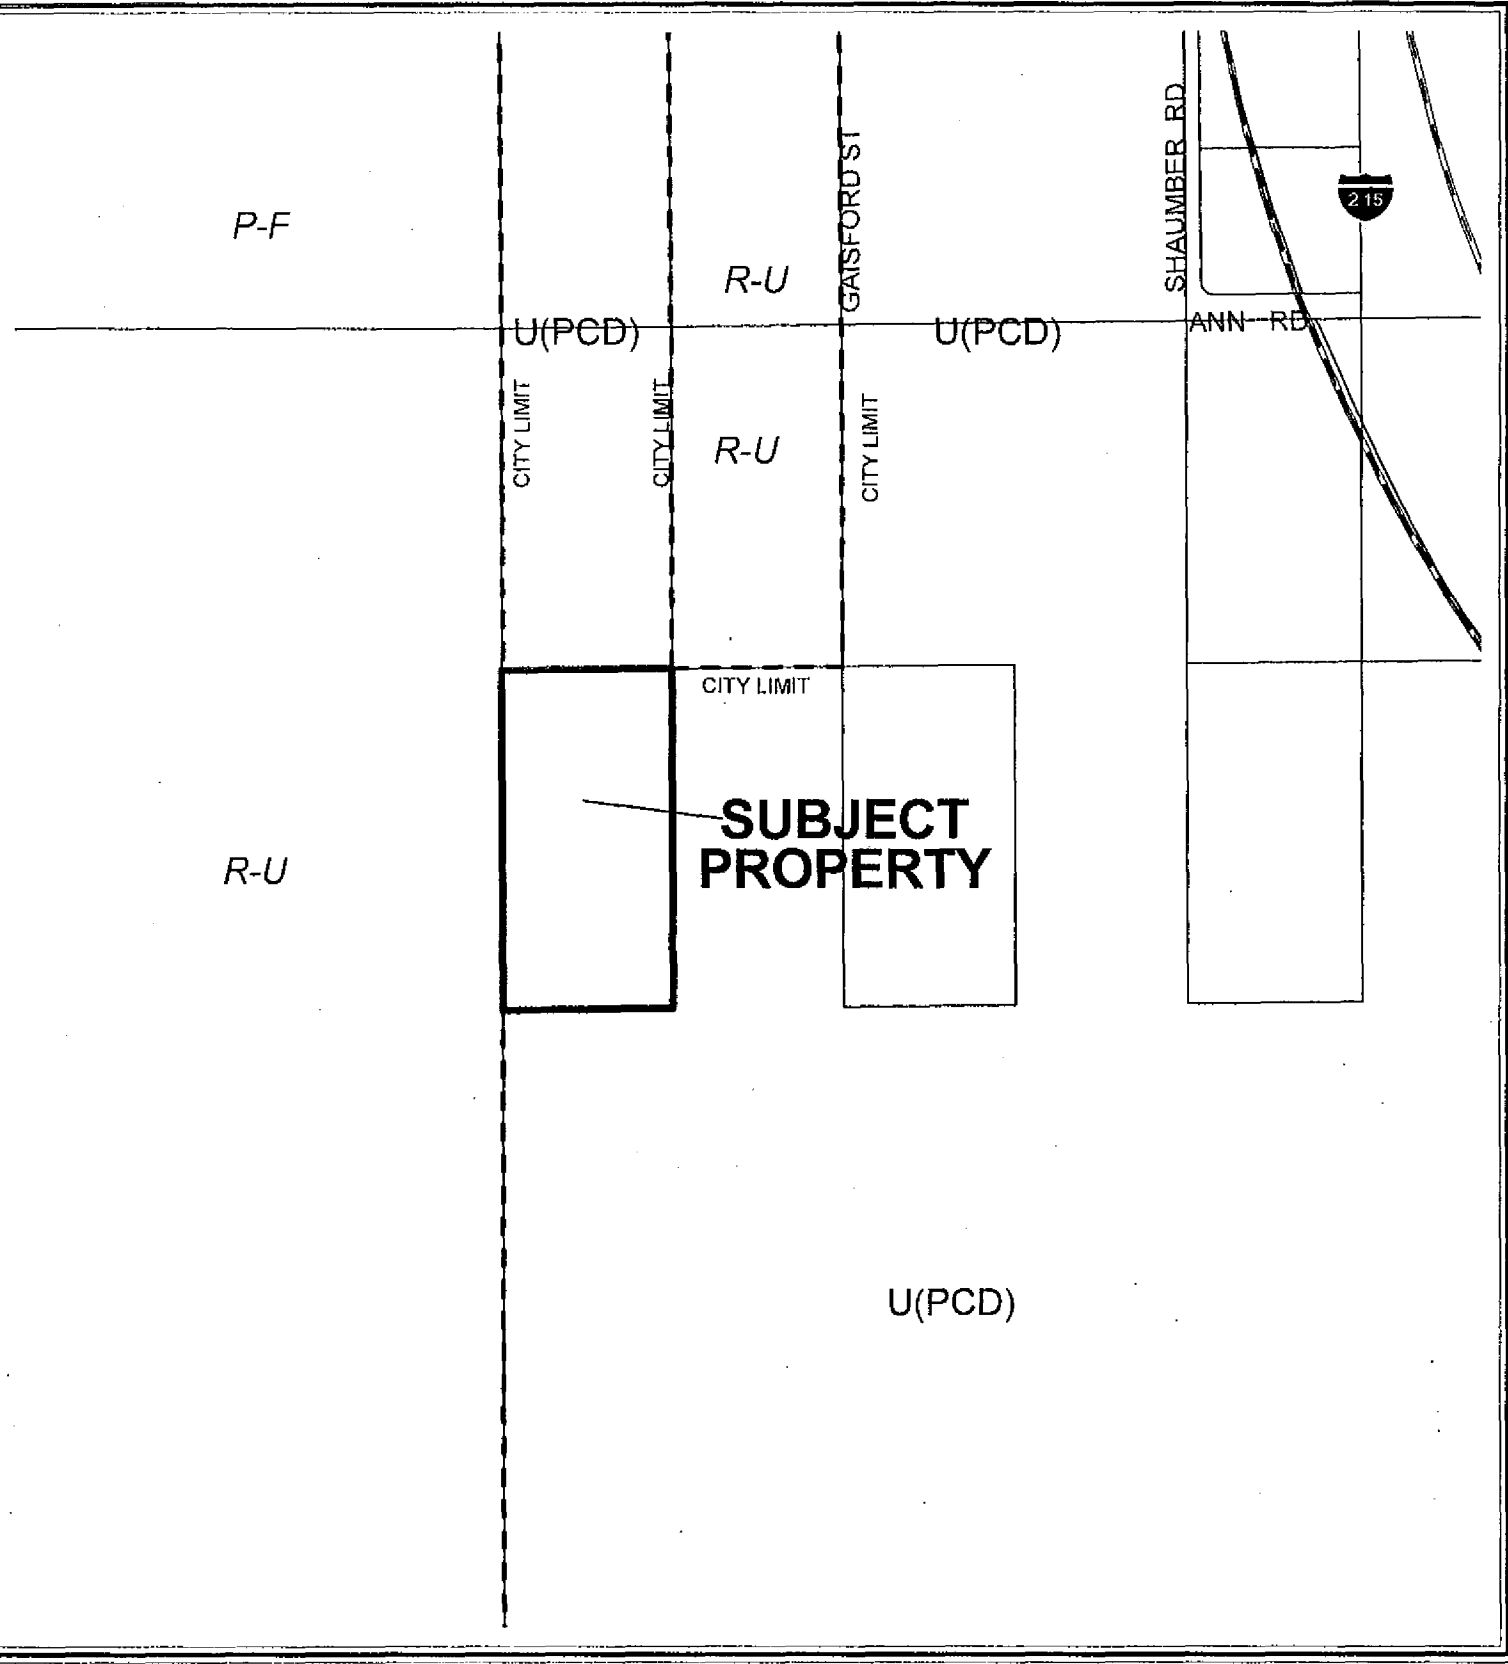 GAISFORD ST
SHAUMBER RD
215
P-F
R-U
U(PCD)
U(PCD)
ANN RD
CITY LIMIT
CITY LIMIT
R-U
CITY LIMIT
CITY LIMIT
SUBJECT
PROPERTY
R-U
U(PCD)